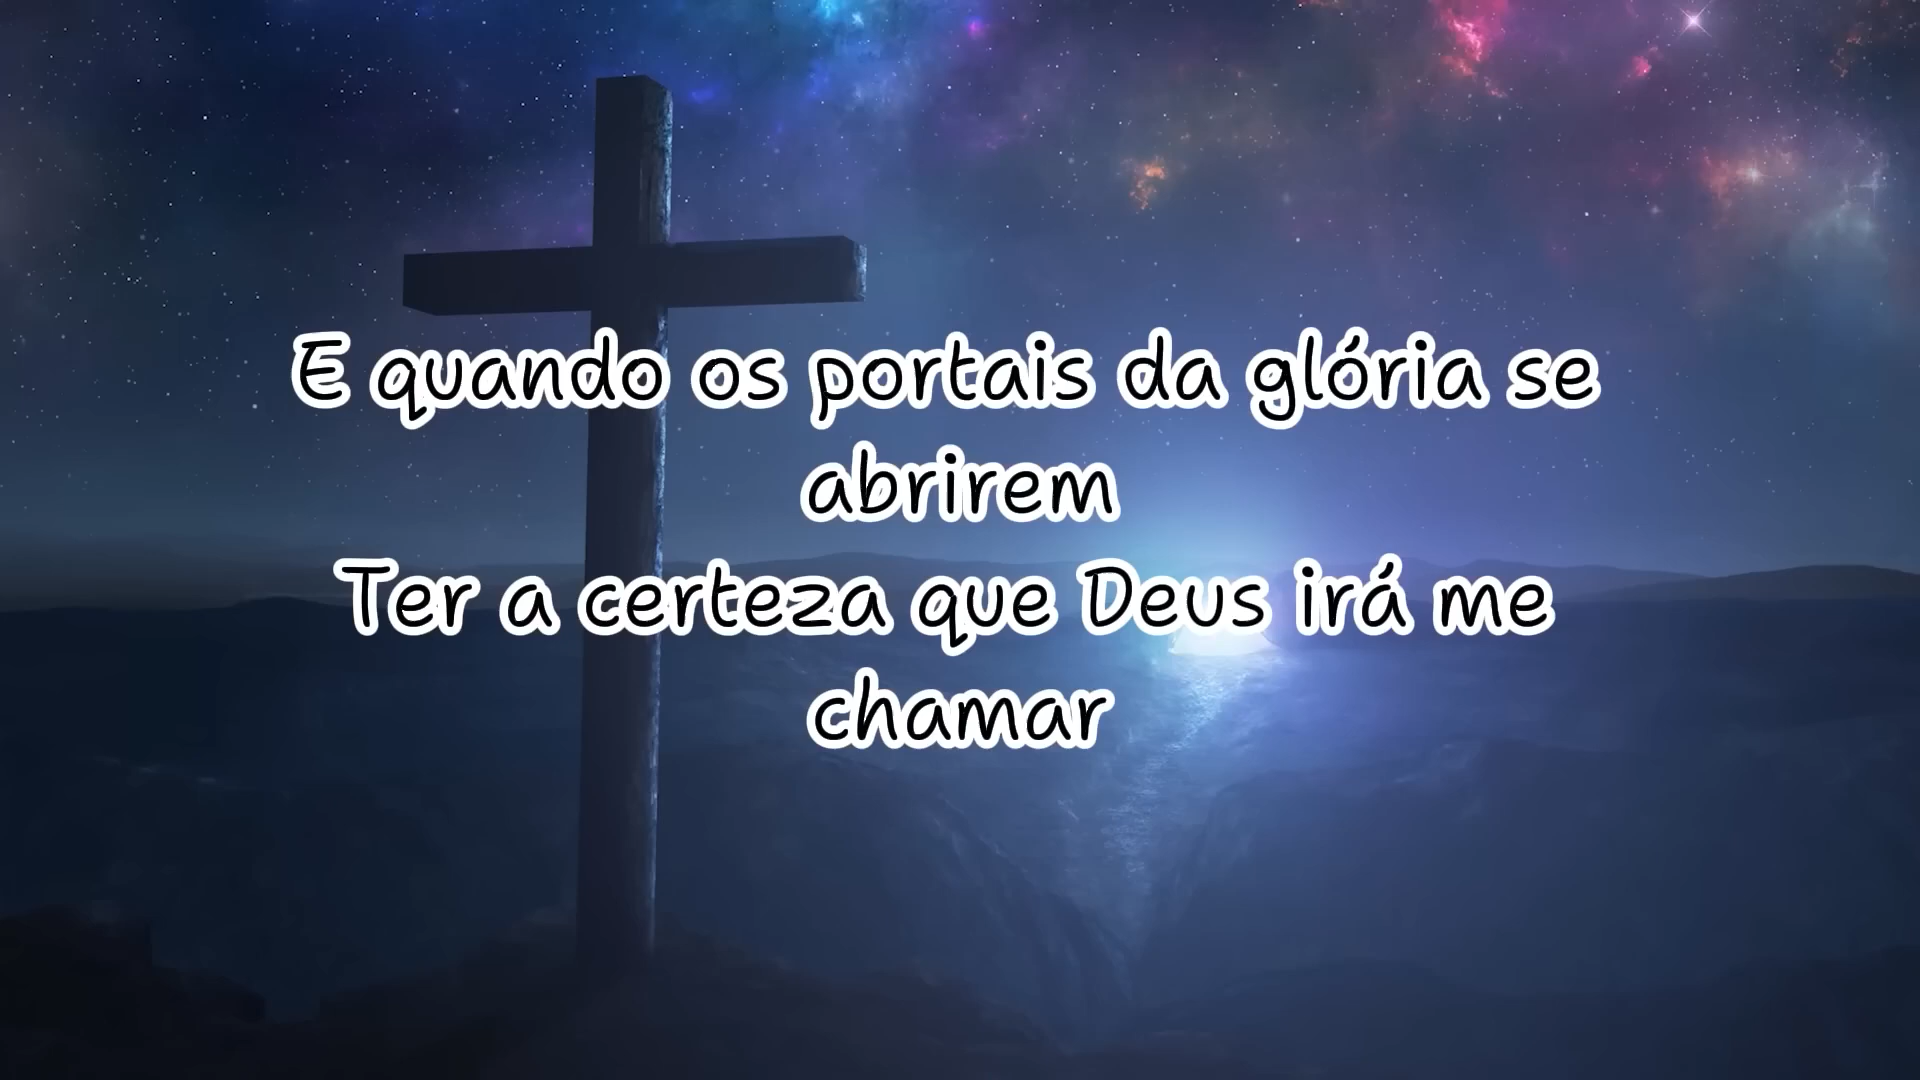 E quando os portais da glória se
abrirem
Ter a certeza que Deus irá me
chamar